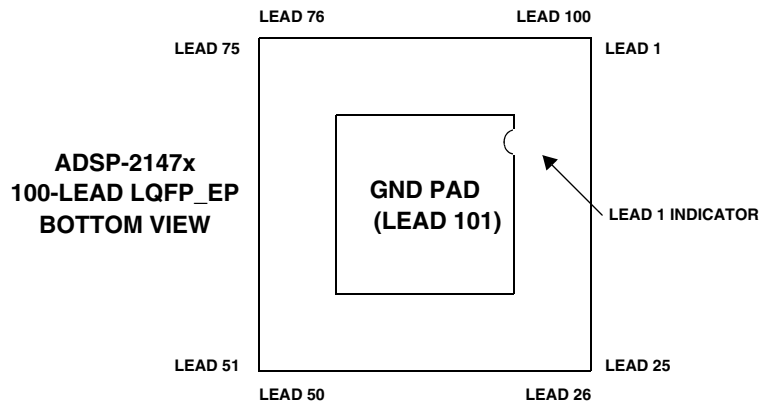 LEAD 76
LEAD 100
LEAD 75
LEAD 1
ADSP-2147x
100-LEAD LQFP_EP
BOTTOM VIEW
GND PAD
(LEAD 101)
LEAD 1 INDICATOR
LEAD 51
LEAD 25
LEAD 50
LEAD 26